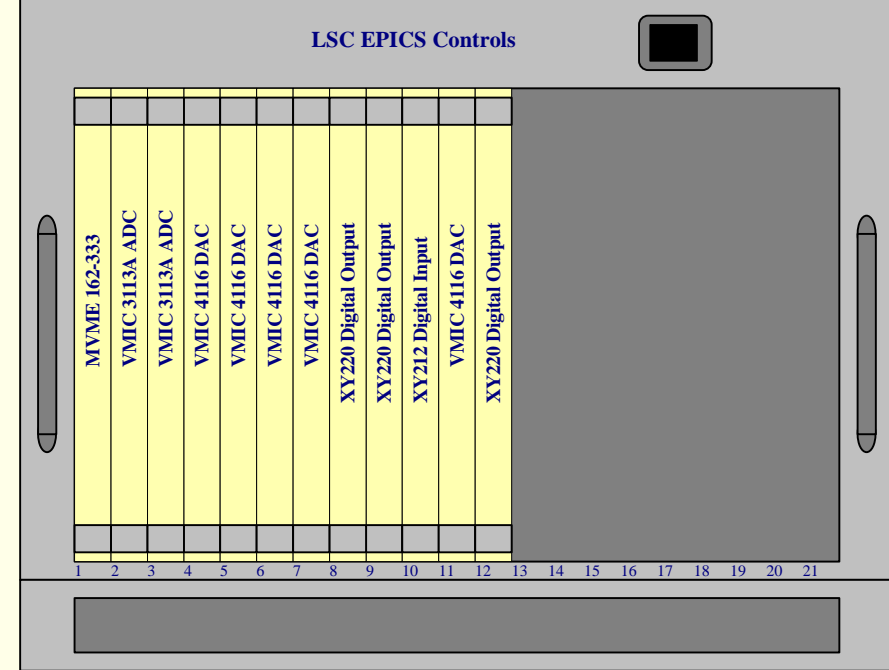 LSC EPICS Controls
MVME 162-333
VMIC 3113A ADC
VMIC 3113A ADC
VMIC 4116 DAC
VMIC 4116 DAC
VMIC 4116 DAC
VMIC 4116 DAC
XY220 Digital Output
XY220 Digital Output
XY212 Digital Input
VMIC 4116 DAC
XY220 Digital Output
1 2 3 4 5 6 7 8 9 10 11 12 13 14 15 16 17 18 19 20 21